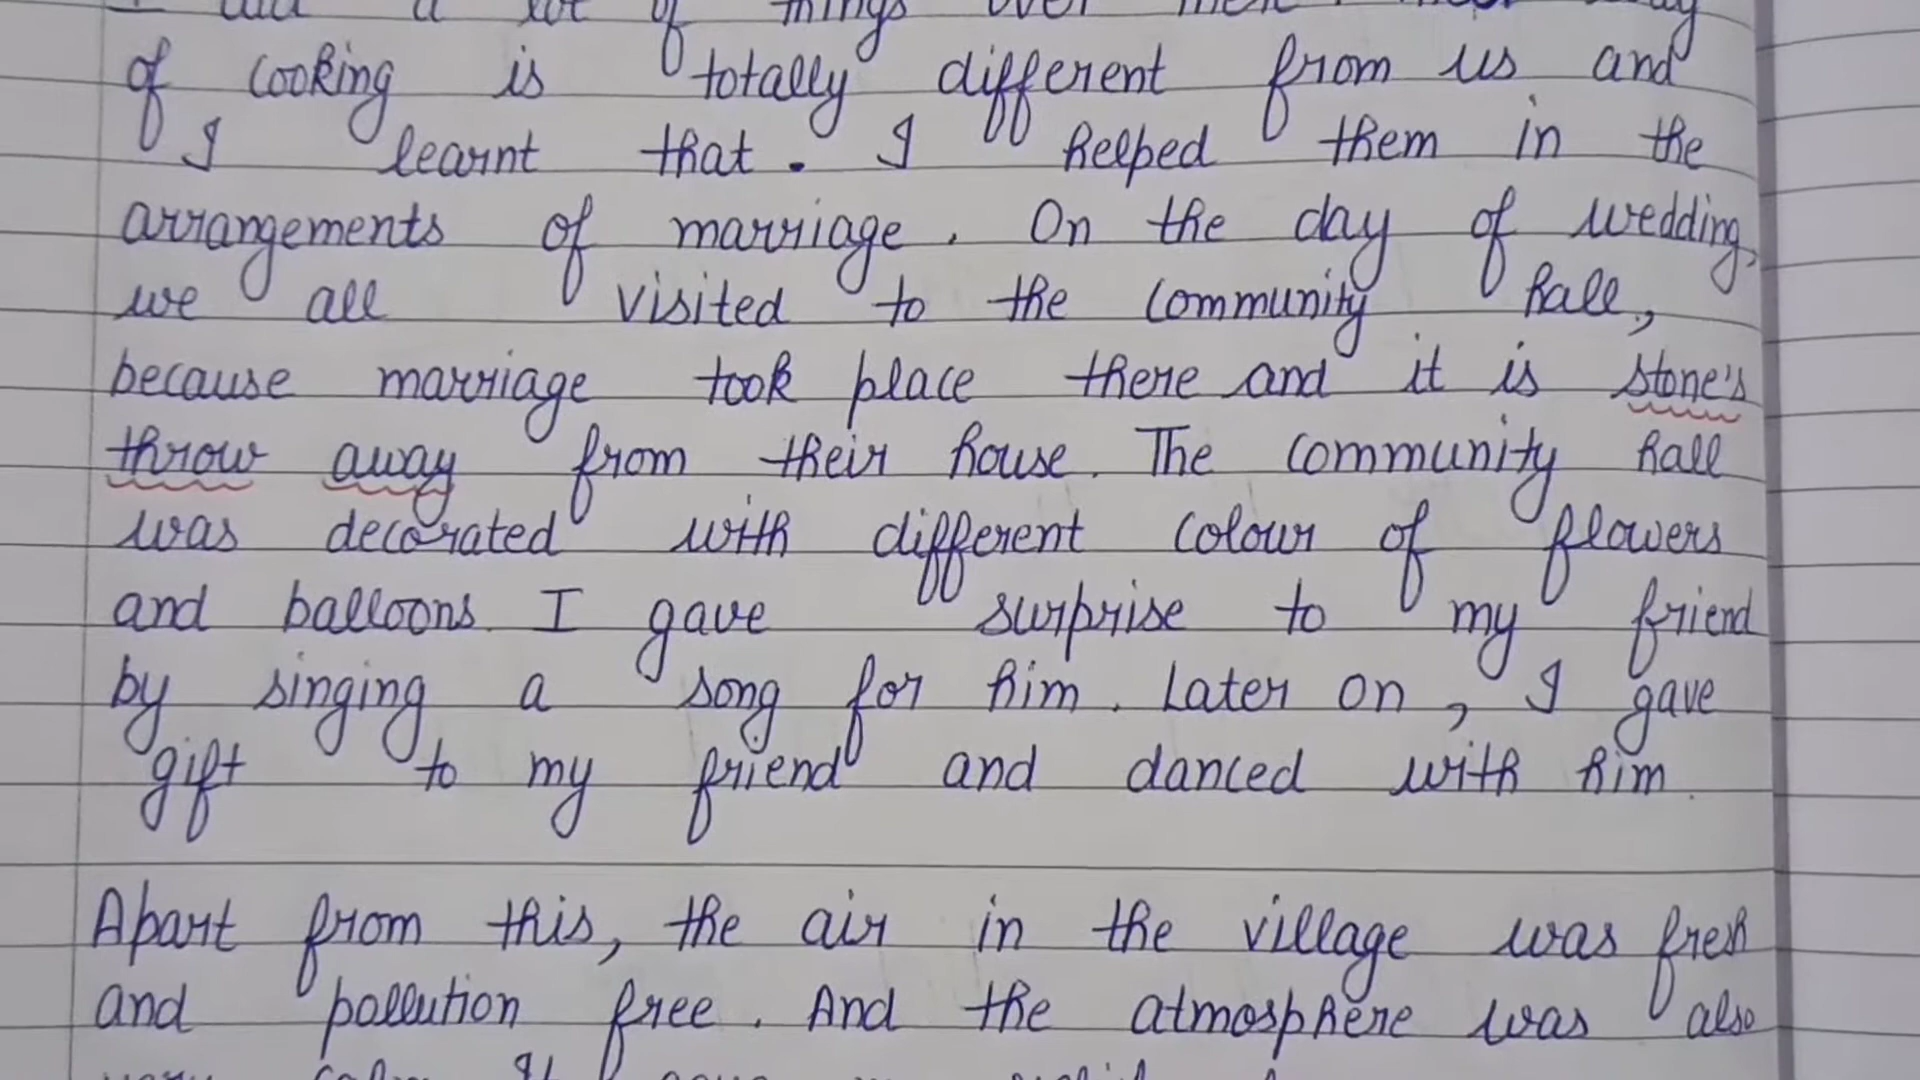 a lot of things over
of cooking is totally different from us and
I learnt that. I helped them in the
arrangements of marriage. On the day of wedding,
we all visited to the community hall,
because marriage took place there and it is stone's
throw away from their house. The community hall
was decorated with different colour of flowers
and balloons. I gave surprise to my friend
by singing a song for him. Later on, I gave
gift to my friend and danced with him.
Apart from this, the air in the village was fresh
and pollution free. And the atmosphere was also